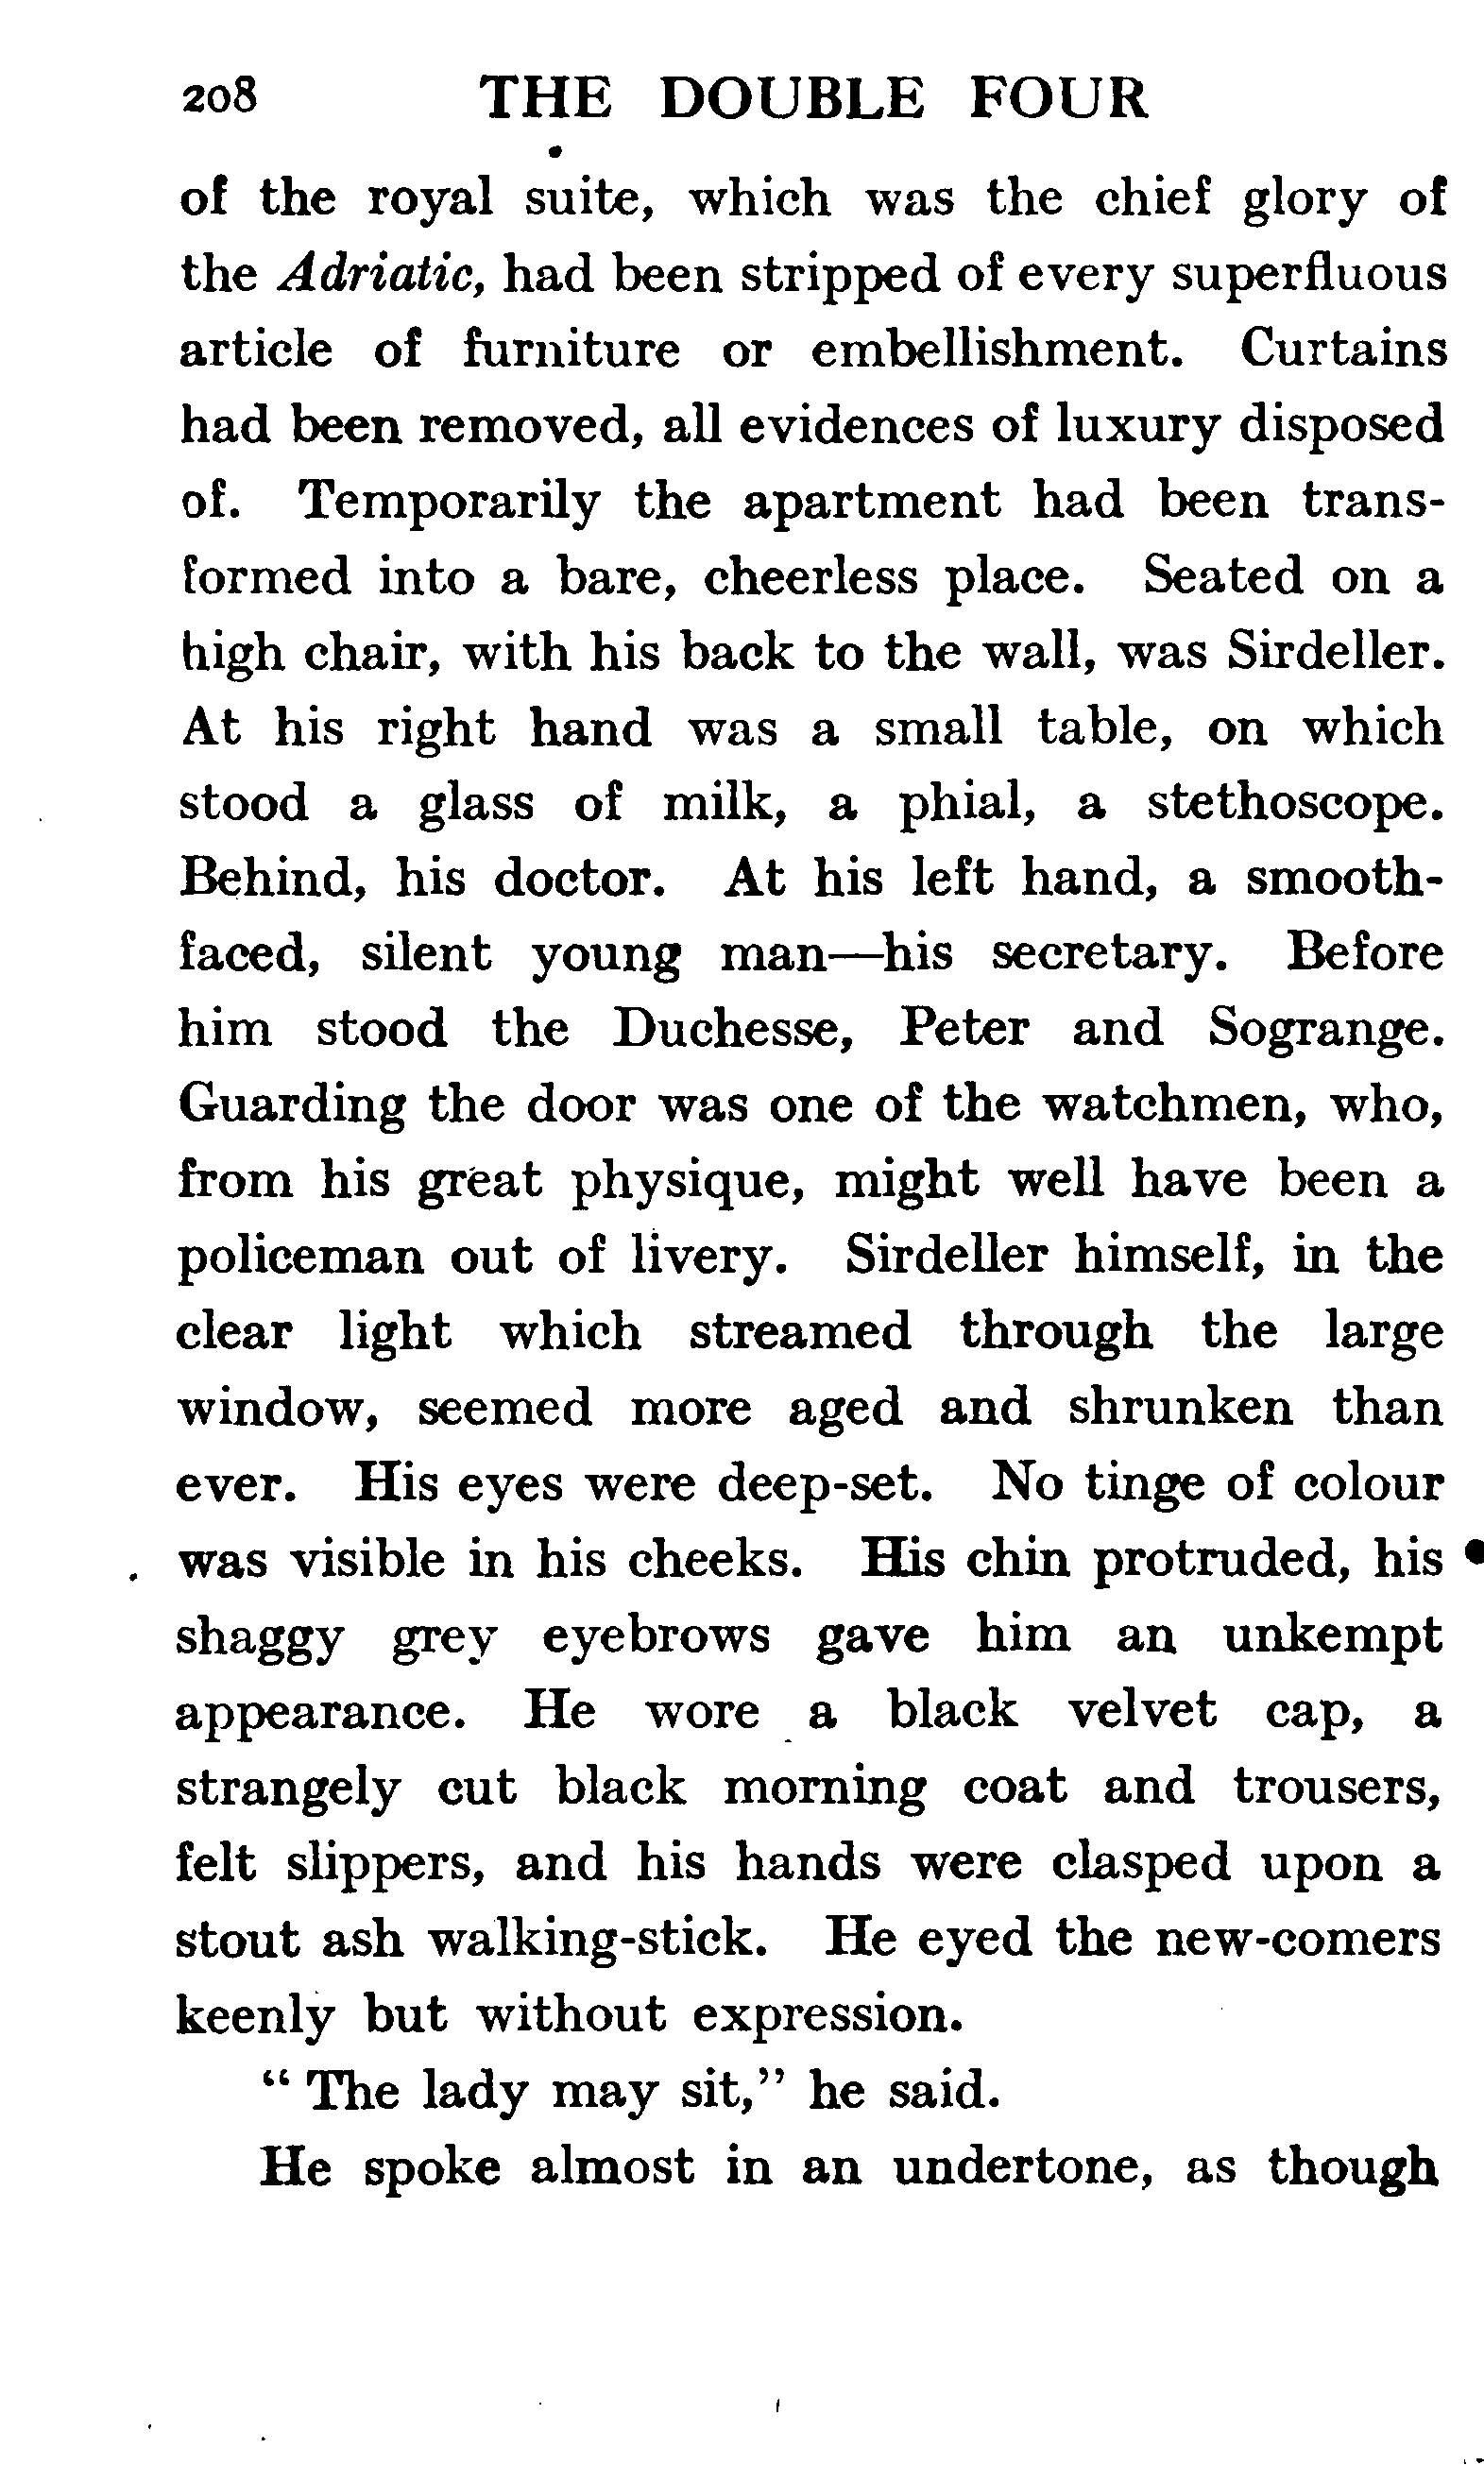 208 THE DOUBLE FOUR
of the royal suite, which was the chief glory of
the Adriatic, had been stripped of every superfluous
article of furniture or embellishment. Curtains
had been removed, all evidences of luxury disposed
of. Temporarily the apartment had been trans-
formed into a bare, cheerless place. Seated on a
high chair, with his back to the wall, was Sirdeller.
At his right hand was a small table, on which
stood a glass of milk, a phial, a stethoscope.
Behind, his doctor. At his left hand, a smooth-
faced, silent young man—his secretary. Before
him stood the Duchesse, Peter and Sogrange.
Guarding the door was one of the watchmen, who,
from his great physique, might well have been a
policeman out of livery. Sirdeller himself, in the
clear light which streamed through the large
window, seemed more aged and shrunken than
ever. His eyes were deep-set. No tinge of colour
was visible in his cheeks. His chin protruded, his
shaggy grey eyebrows gave him an unkempt
appearance. He wore a black velvet cap, a
strangely cut black morning coat and trousers,
felt slippers, and his hands were clasped upon a
stout ash walking-stick. He eyed the new-comers
keenly but without expression.
“ The lady may sit,” he said.
He spoke almost in an undertone, as though